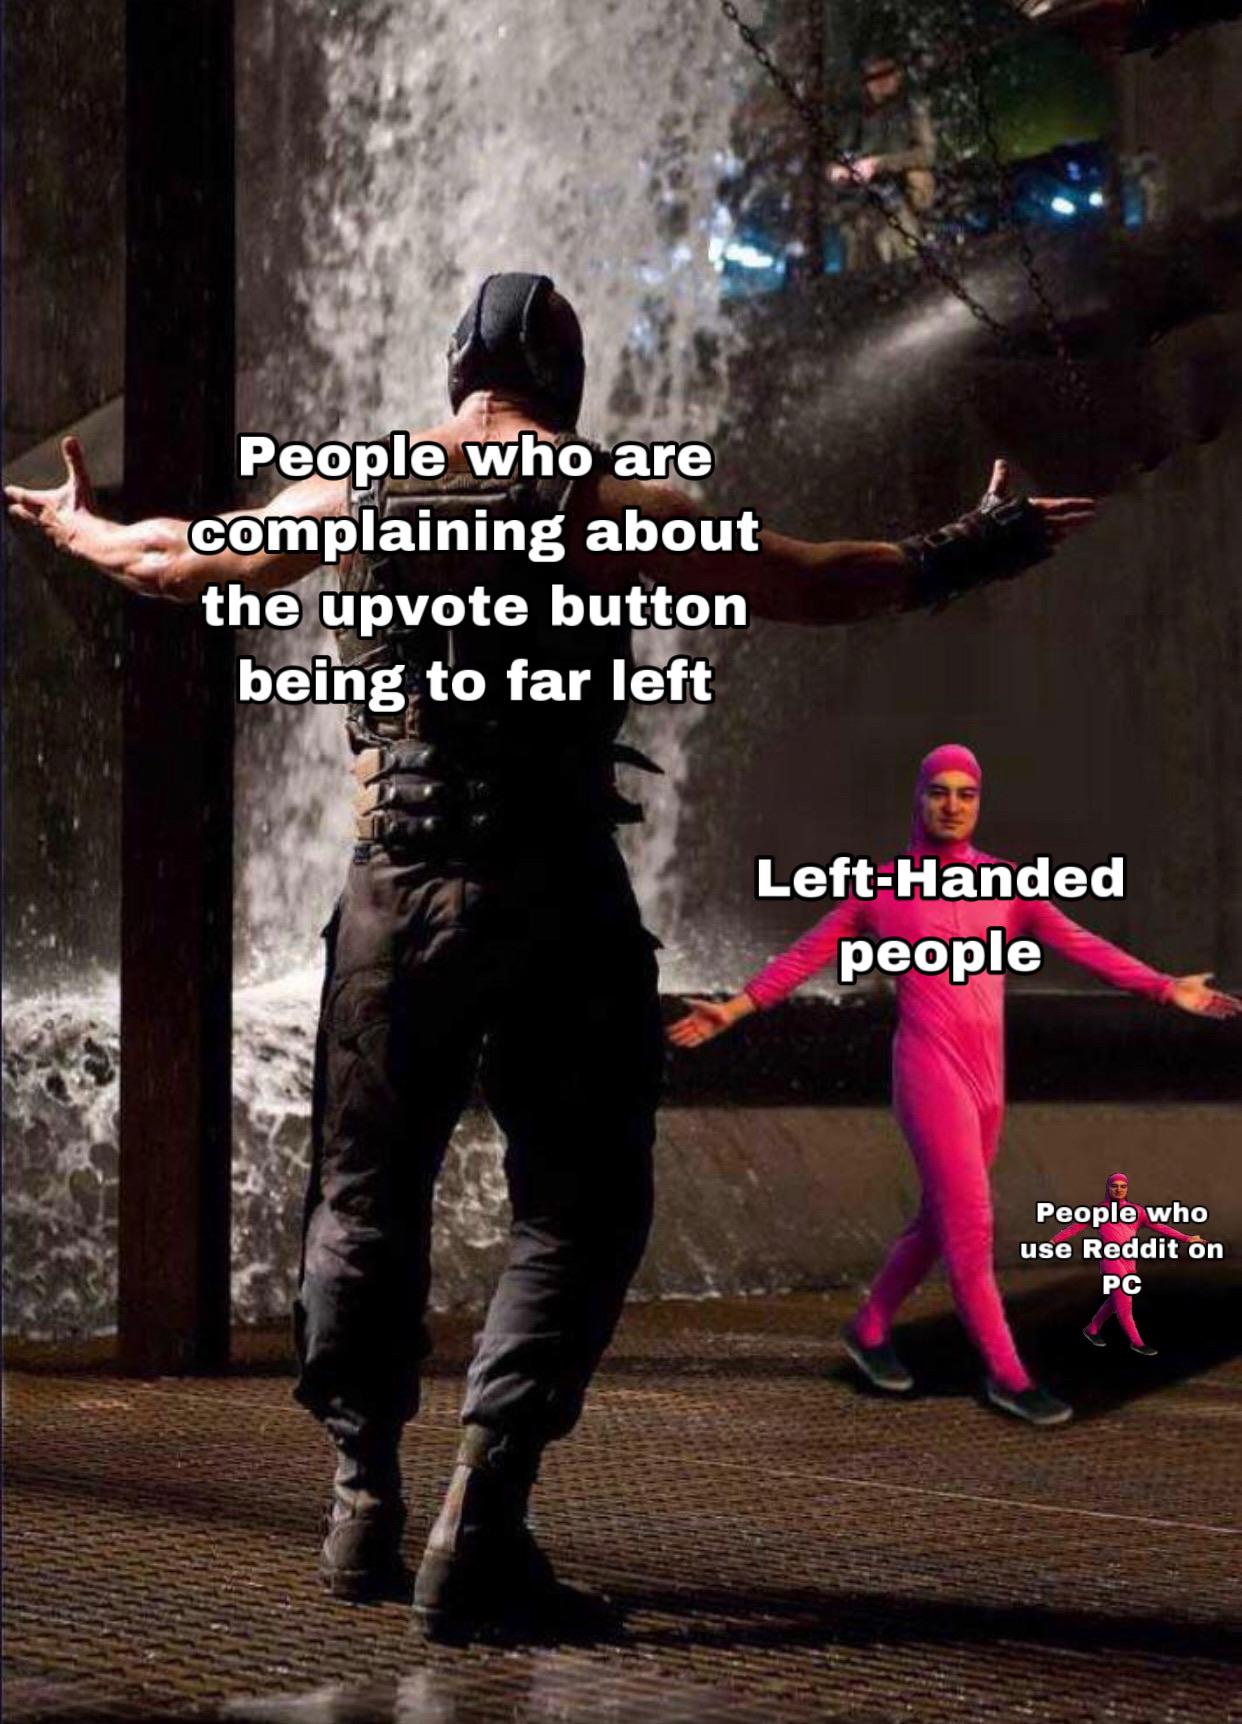 People who are
complaining about
the upvote button
being to far left
Left-Handed
people
People who
use Reddit on
PC